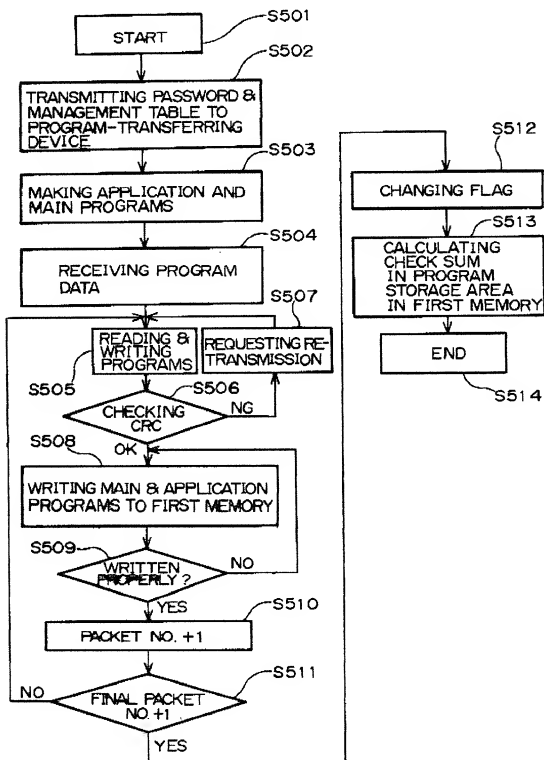 START
S501
S502
TRANSMITTING PASSWORD &
MANAGEMENT TABLE TO
PROGRAM-TRANSFERRING
DEVICE
S503
MAKING APPLICATION AND
MAIN PROGRAMS
S504
RECEIVING PROGRAM
DATA
S507
READING &
WRITING
PROGRAMS
REQUESTING RE-
TRANSMISSION
S505
S506
CHECKING
CRC
NG
OK
S508
WRITING MAIN & APPLICATION
PROGRAMS TO FIRST MEMORY
S509
WRITTEN
PROPERLY ?
NO
YES
S510
PACKET NO. +1
S511
NO
FINAL PACKET
NO. +1
YES
S512
CHANGING FLAG
S513
CALCULATING
CHECK SUM
IN PROGRAM
STORAGE AREA
IN FIRST MEMORY
END
S514